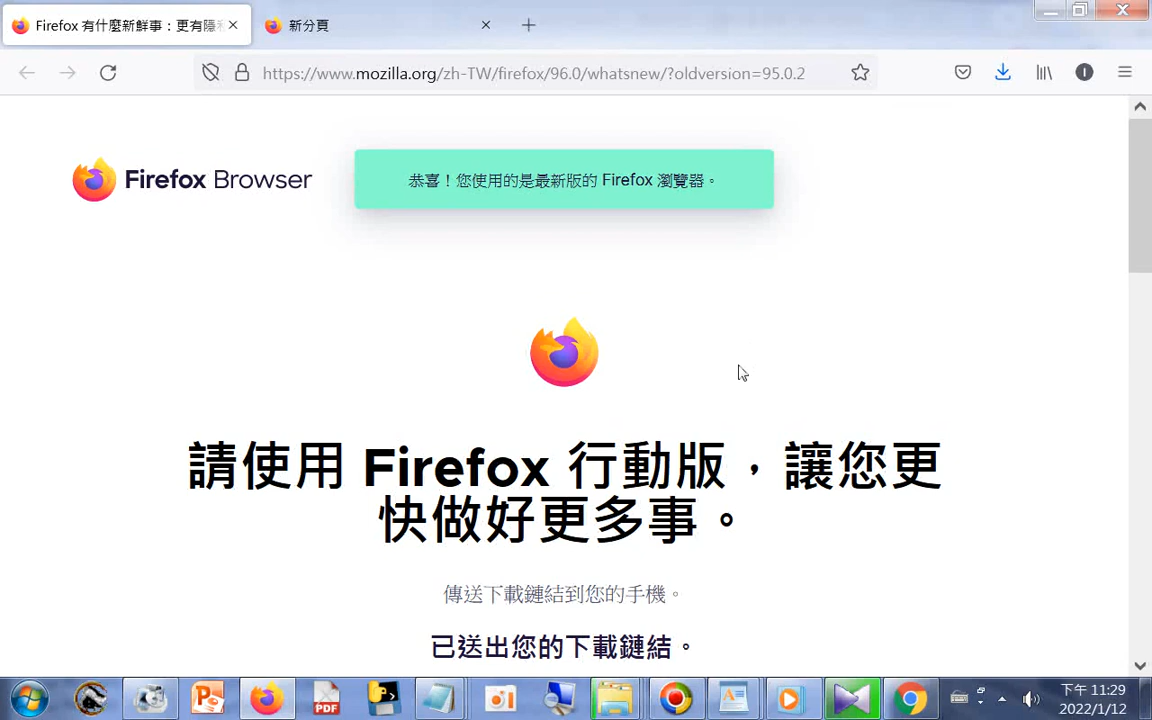 Firefox 有什麼新鮮事：更有隱私
新分頁
https://www.mozilla.org/zh-TW/firefox/96.0/whatsnew/?oldversion=95.0.2
Firefox Browser
恭喜！您使用的是最新版的 Firefox 瀏覽器。
請使用 Firefox 行動版，讓您更
快做好更多事。
傳送下載鏈結到您的手機。
已送出您的下載鏈結。
PDF
下午 11:29
2022/1/12